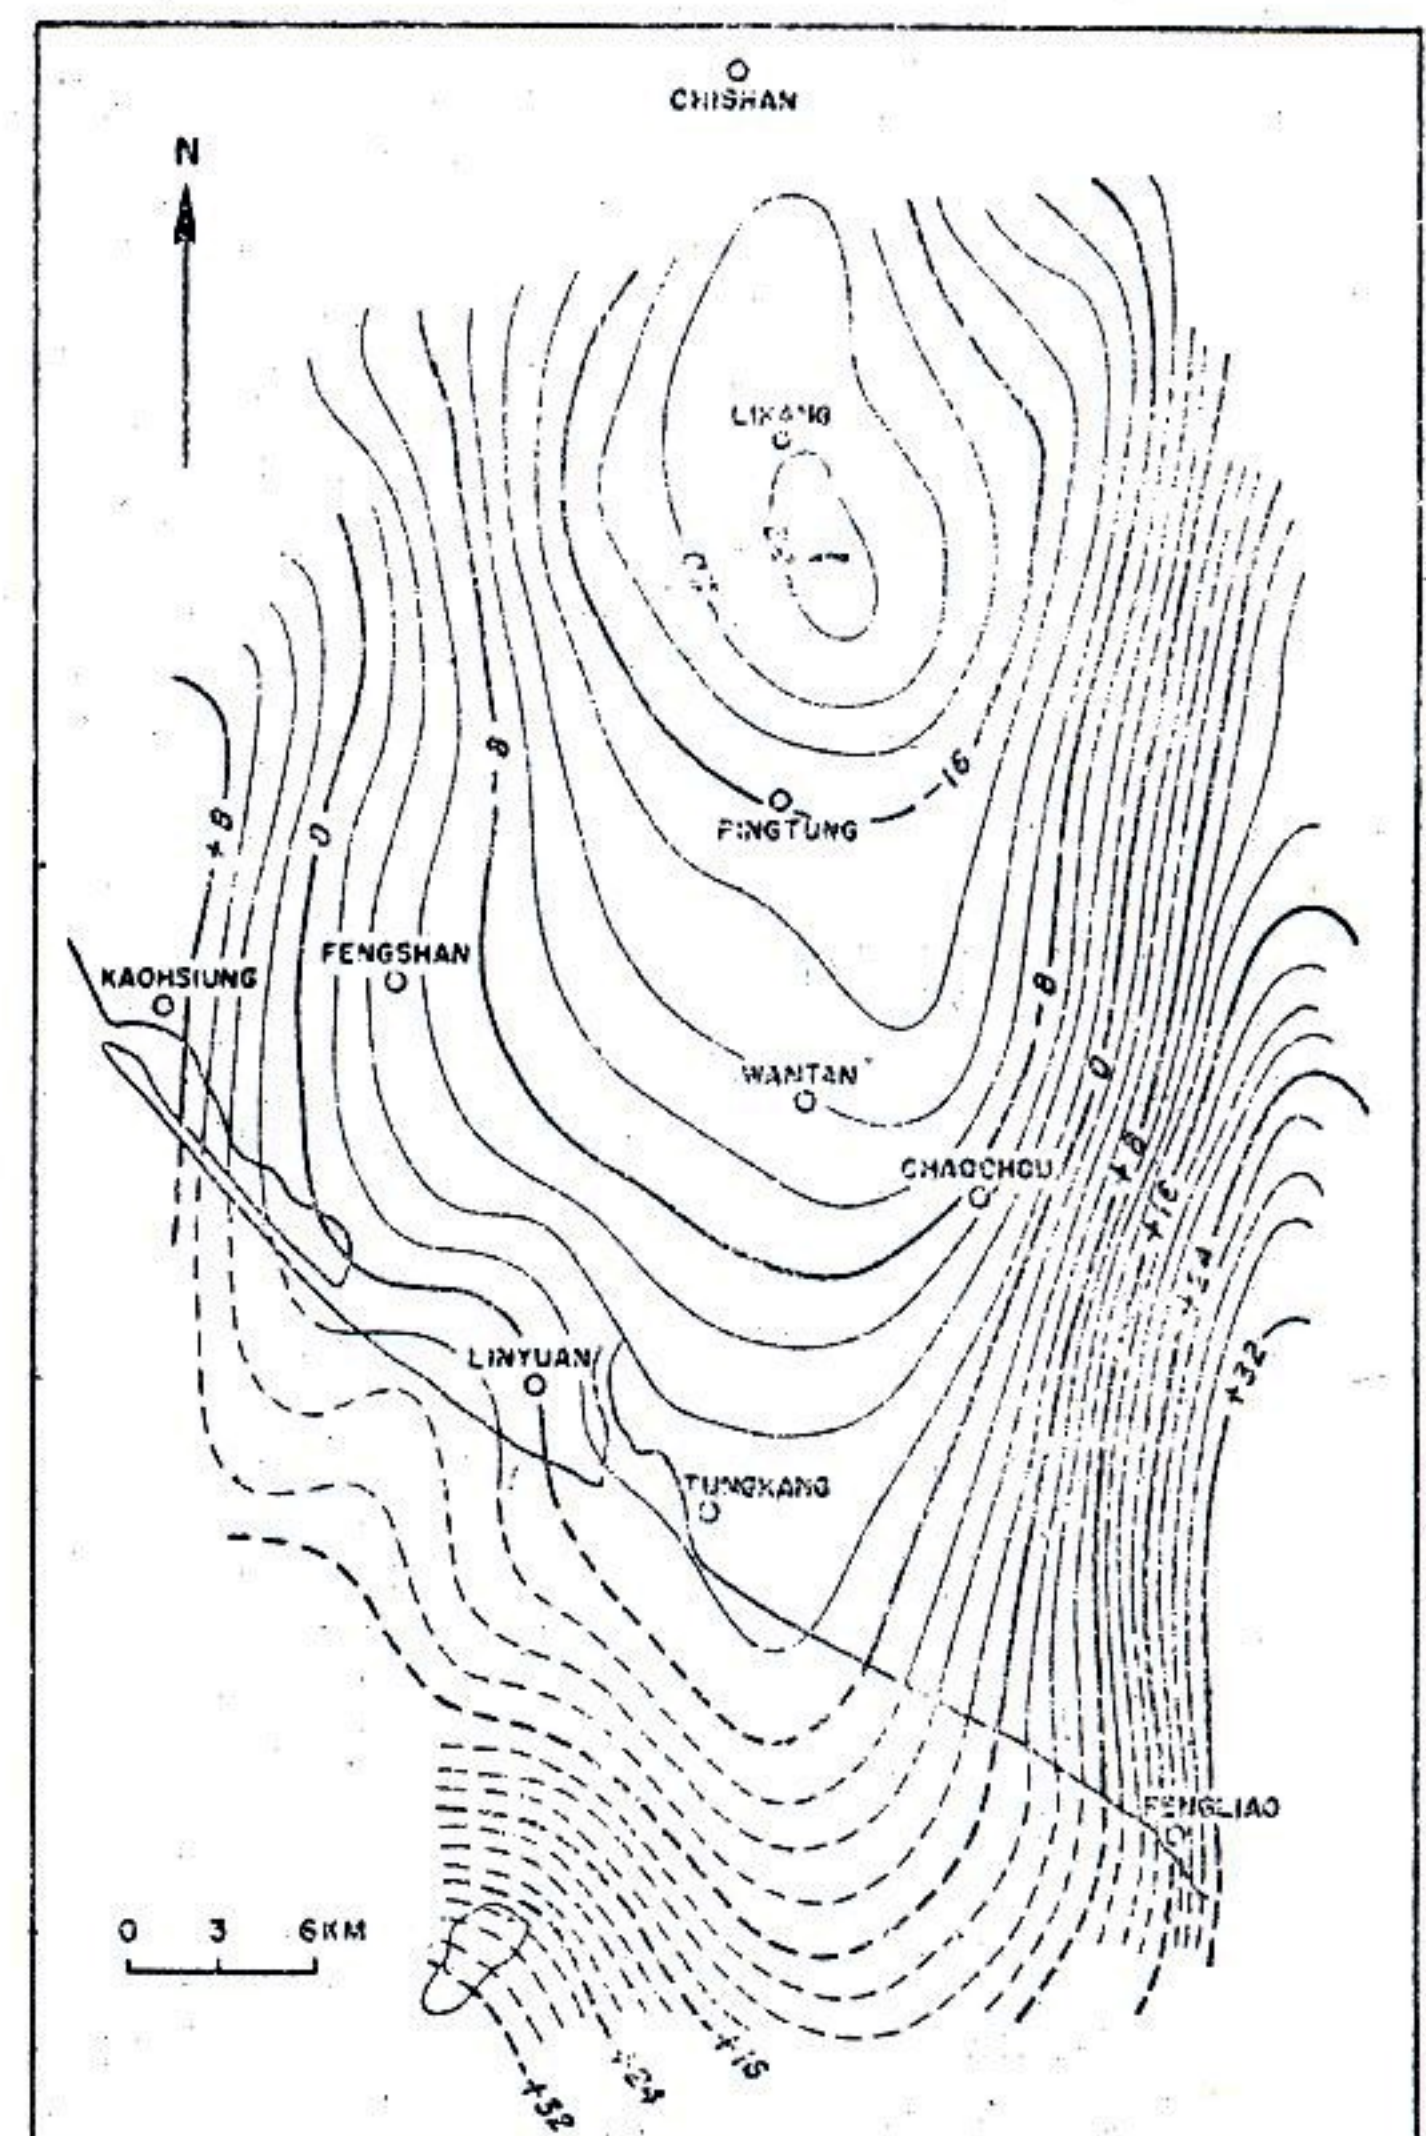 CHISHAN
N
LIKANG
-16
PINGTUNG
-8
+8
0
FENGSHAN
KAOHSIUNG
-8
WANTAN
0
CHAOCHOU
+8
+16
+24
LINYUAN
+32
TUNGKANG
FENGLIAO
0 3 6KM
+16
+24
+32